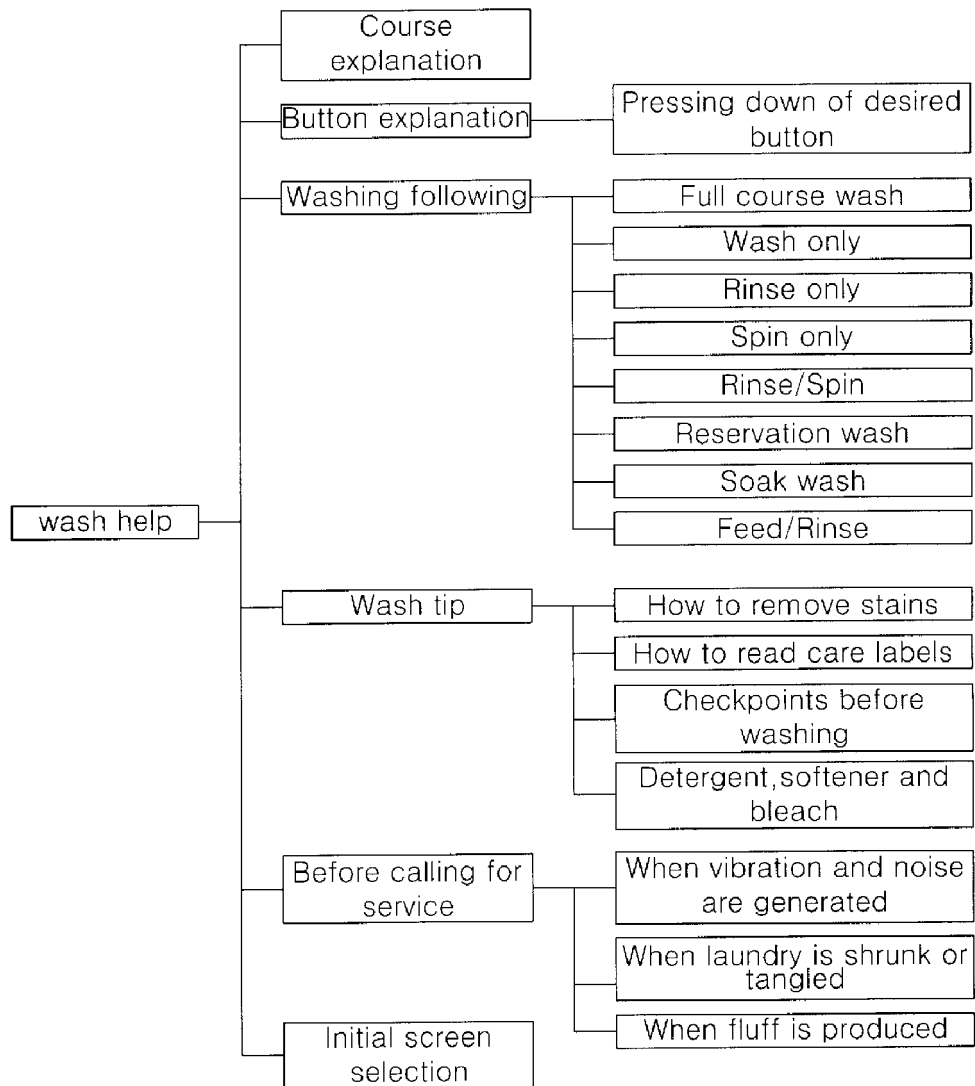 Course
explanation
Button explanation
Pressing down of desired
button
Washing following
Full course wash
Wash only
Rinse only
Spin only
Rinse/Spin
Reservation wash
Soak wash
Feed/Rinse
wash help
Wash tip
How to remove stains
How to read care labels
Checkpoints before
washing
Detergent,softener and
bleach
Before calling for
service
When vibration and noise
are generated
When laundry is shrunk or
tangled
When fluff is produced
Initial screen
selection